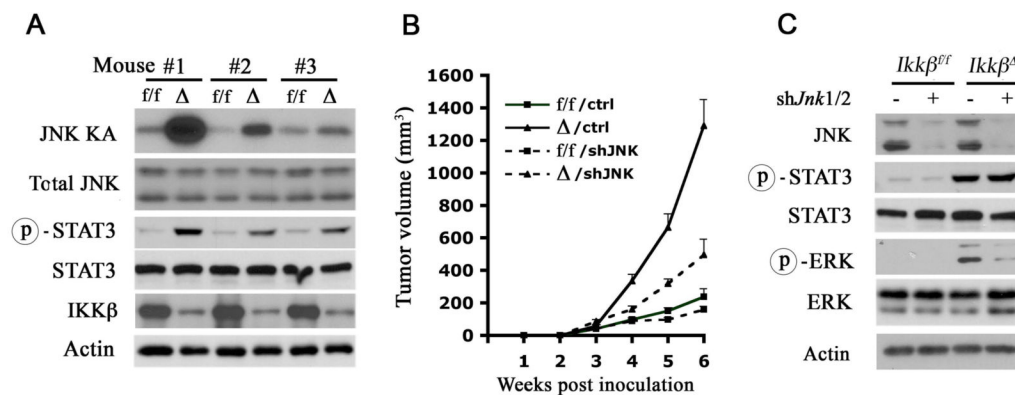 A
Mouse #1 #2 #3
f/f Δ f/f Δ f/f Δ
JNK KA
Total JNK
p-STAT3
STAT3
IKKβ
Actin
B
Tumor volume (mm³)
1600
1400
1200
1000
800
600
400
200
0
f/f/ctrl
Δ/ctrl
f/f/shJNK
Δ/shJNK
1 2 3 4 5 6
Weeks post inoculation
C
Ikkβf/f IkkβΔ
shJnk1/2 - + - +
JNK
p-STAT3
STAT3
p-ERK
ERK
Actin